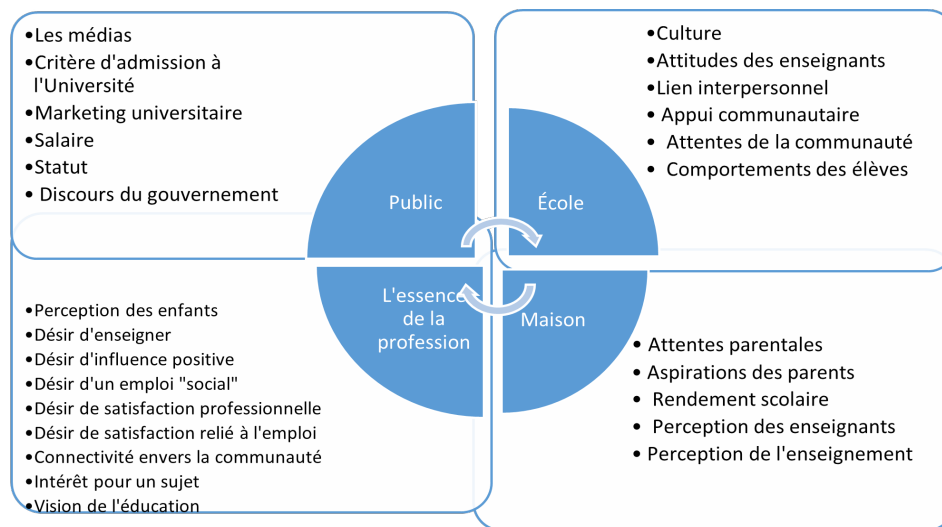 •Les médias
•Critère d'admission à
l'Université
•Marketing universitaire
•Salaire
•Statut
• Discours du gouvernement
•Culture
•Attitudes des enseignants
•Lien interpersonnel
• Appui communautaire
• Attentes de la communauté
• Comportements des élèves
Public
École
L'essence
de la
profession
Maison
•Perception des enfants
•Désir d'enseigner
•Désir d'influence positive
•Désir d'un emploi "social"
•Désir de satisfaction professionnelle
•Désir de satisfaction relié à l'emploi
•Connectivité envers la communauté
•Intérêt pour un sujet
•Vision de l'éducation
• Attentes parentales
• Aspirations des parents
• Rendement scolaire
• Perception des enseignants
• Perception de l'enseignement